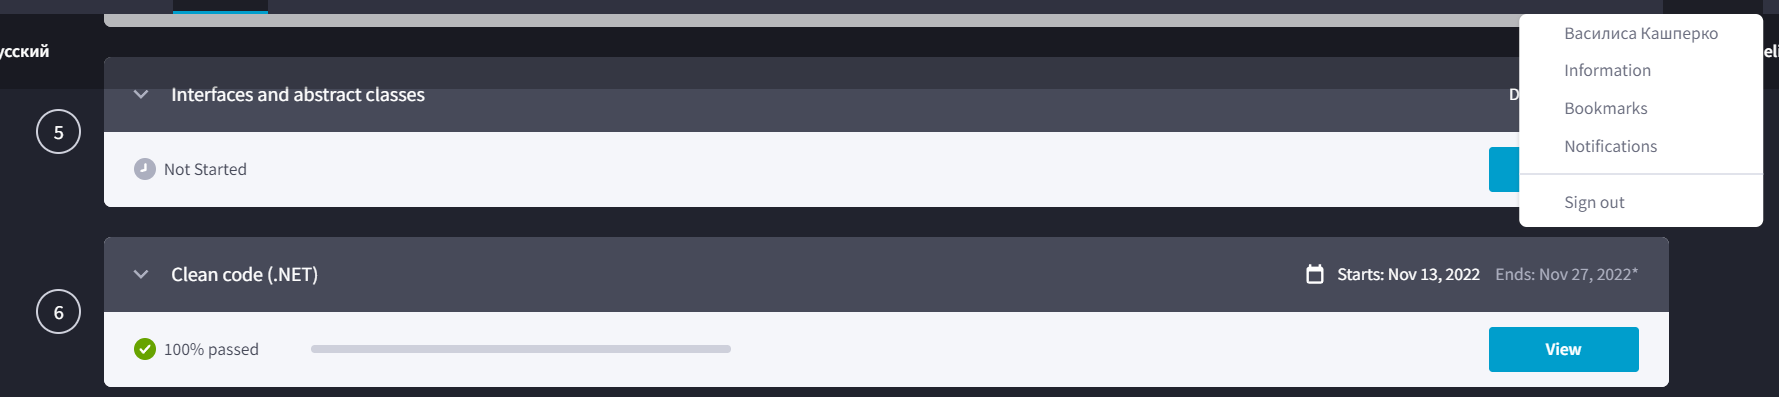 усский
Василиса Кашперко
Information
Bookmarks
Notifications
Sign out
5
Interfaces and abstract classes
Not Started
6
Clean code (.NET)
Starts: Nov 13, 2022 Ends: Nov 27, 2022*
100% passed
View